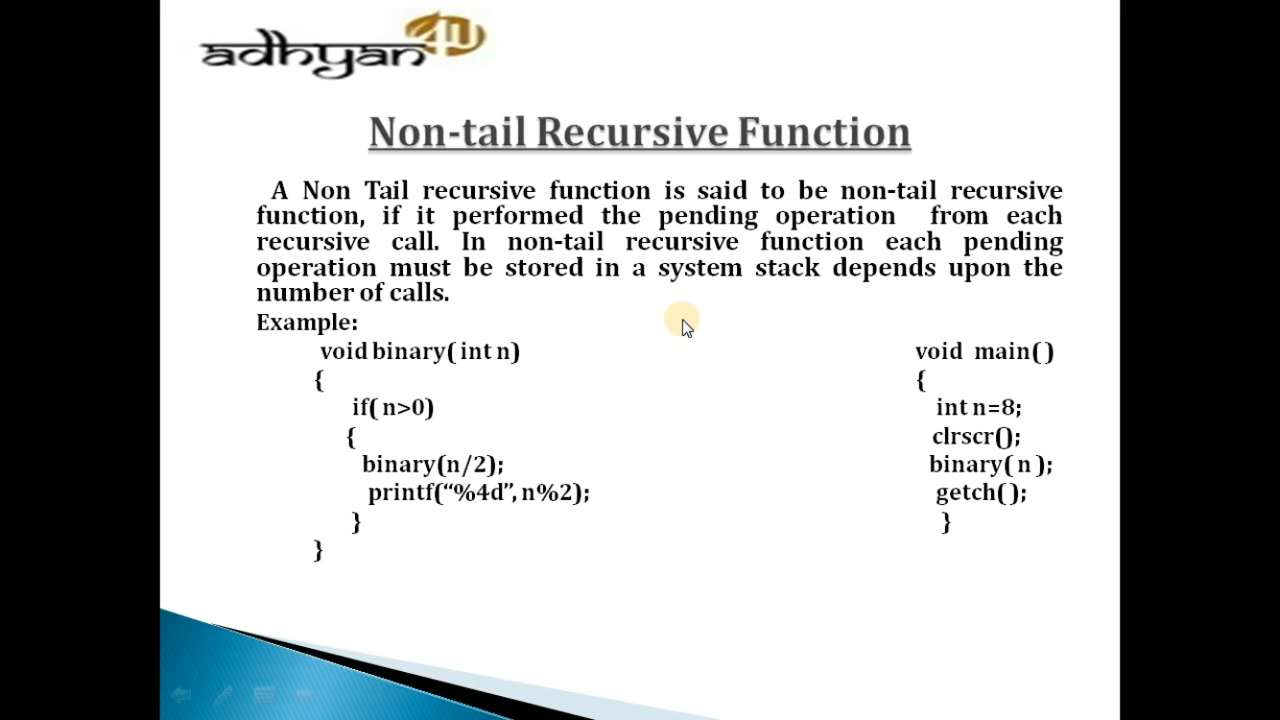 adhyan 4U
Non-tail Recursive Function
A Non Tail recursive function is said to be non-tail recursive
function, if it performed the pending operation from each
recursive call. In non-tail recursive function each pending
operation must be stored in a system stack depends upon the
number of calls.
Example:
void binary( int n)
{
if( n>0)
{
binary(n/2);
printf(“%4d”, n%2);
}
}
void main( )
{
int n=8;
clrscr();
binary( n );
getch( );
}